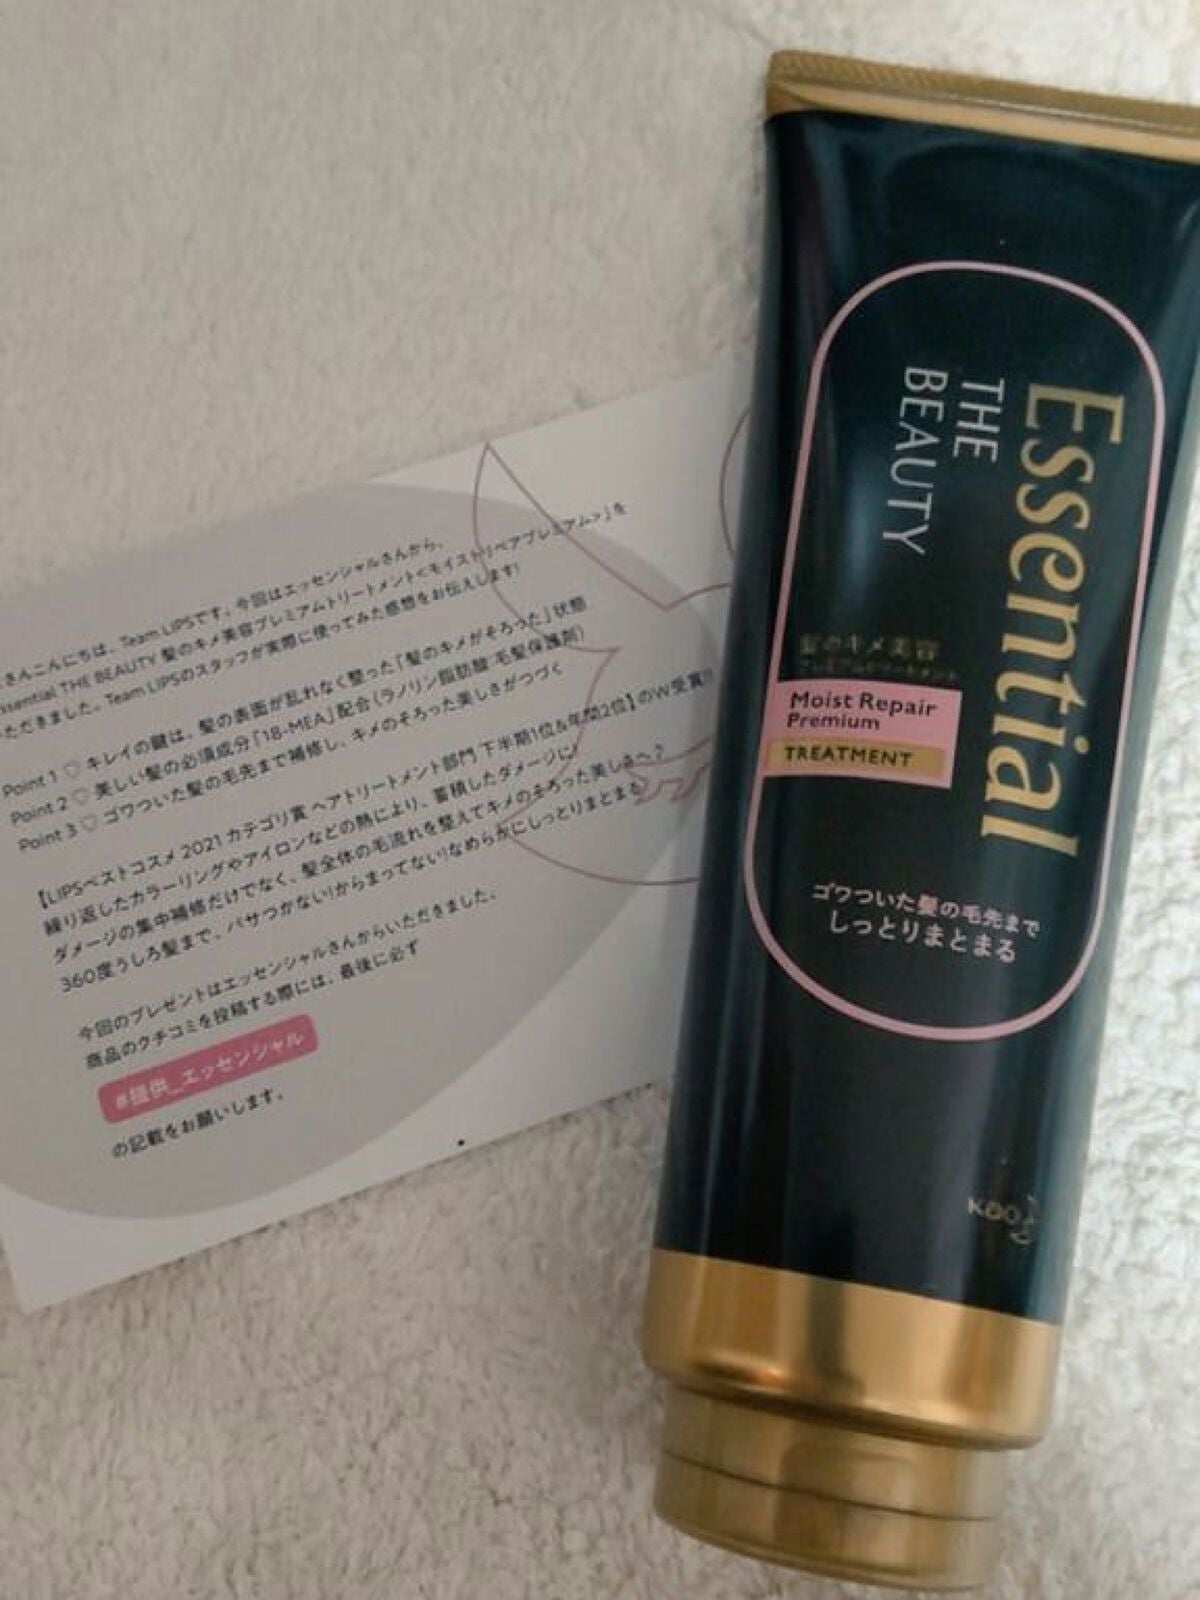 さんこんにちは、Team LIPSです。今回はエッセンシャルさんから、
ssential THE BEAUTY 髪のキメ美容プレミアムトリートメント<モイストリペアプレミアム>」を
ただきました。Team LIPSのスタッフが実際に使ってみた感想をお伝えします!
Point 1 ♡ キレイの鍵は、髪の表面が乱れなく整った「髪のキメがそろった」状態
Point 2 ♡ 美しい髪の必須成分「18-MEA」配合(ラノリン脂肪酸:毛髪保護剤)
Point 3 ♡ ゴワついた髪の毛先まで補修し、キメのそろった美しさがつづく
【LIPSベストコスメ2021 カテゴリ賞 ヘアトリートメント部門 下半期1位&年間2位】のW受賞!!
繰り返したカラーリングやアイロンなどの熱により、蓄積したダメージに
ダメージの集中補修だけでなく、髪全体の毛流れを整えてキメのそろった美しさへ♪
360度うしろ髪まで、パサつかない!からまってない!なめらかにしっとりまとまる
今回のプレゼントはエッセンシャルさんからいただきました。
商品のクチコミを投稿する際には、最後に必ず
#提供_エッセンシャル
の記載をお願いします。
Essential
THE
BEAUTY
髪のキメ美容
プレミアムトリートメント
Moist Repair
Premium
TREATMENT
ゴワついた髪の毛先まで
しっとりまとまる
Kao